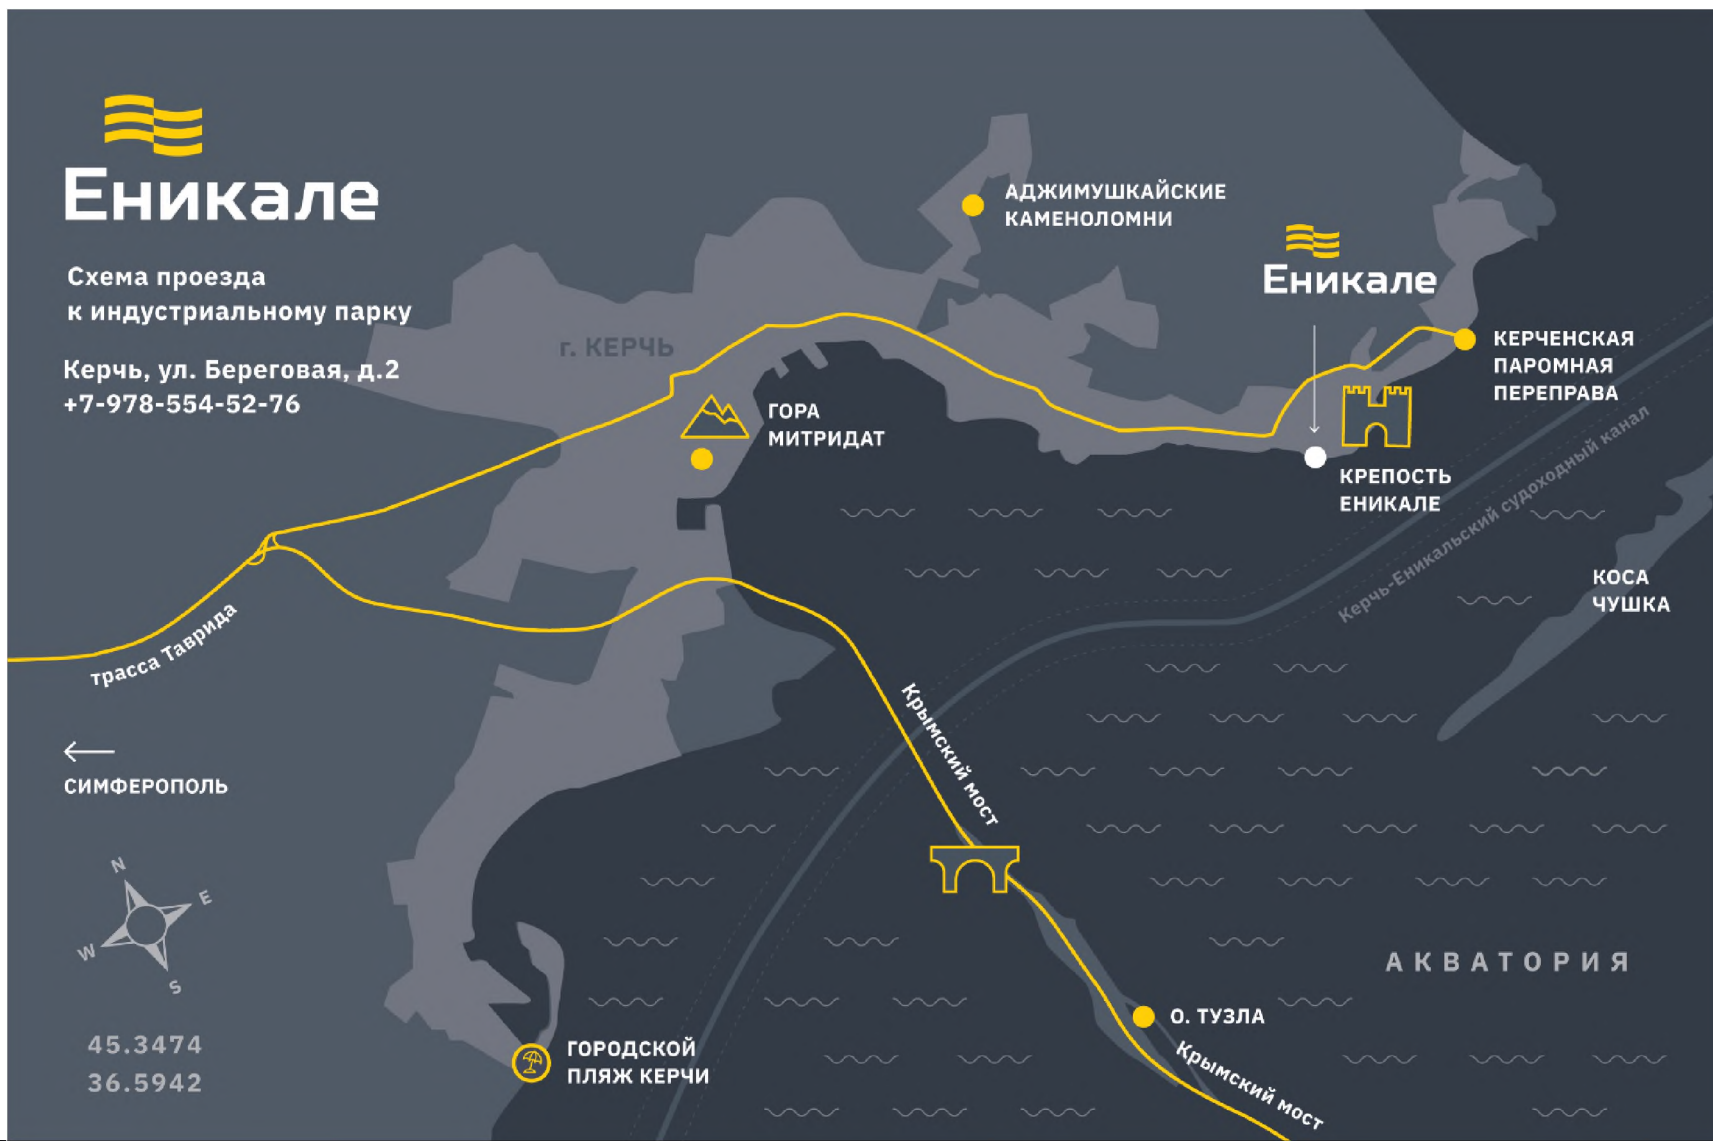 Еникале
Схема проезда
к индустриальному парку
Керчь, ул. Береговая, д.2
+7-978-554-52-76
АДЖИМУШКАЙСКИЕ
КАМЕНОЛОМНИ
Еникале
г. КЕРЧЬ
КЕРЧЕНСКАЯ
ПАРОМНАЯ
ПЕРЕПРАВА
ГОРА
МИТРИДАТ
КРЕПОСТЬ
ЕНИКАЛЕ
Керчь-Еникальский судоходный канал
КОСА
ЧУШКА
трасса Таврида
Крымский мост
СИМФЕРОПОЛЬ
N
E
W
S
АКВАТОРИЯ
О. ТУЗЛА
Крымский мост
ГОРОДСКОЙ
ПЛЯЖ КЕРЧИ
45.3474
36.5942